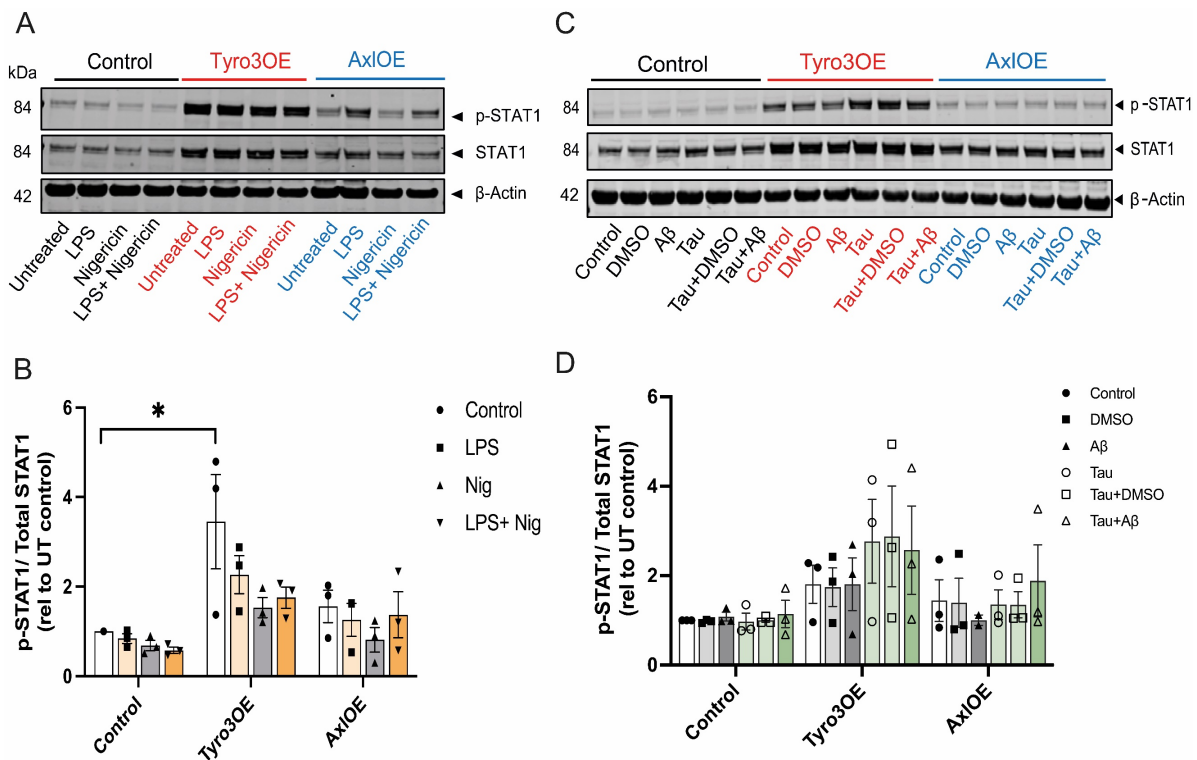 A
Control
Tyro3OE
AxlOE
kDa
84
p-STAT1
84
STAT1
42
β-Actin
Untreated
LPS
Nigericin
LPS+ Nigericin
Untreated
LPS
Nigericin
LPS+ Nigericin
Untreated
LPS
Nigericin
LPS+ Nigericin
C
Control
Tyro3OE
AxlOE
84
p -STAT1
84
STAT1
42
β-Actin
Control
DMSO
Aβ
Tau
Tau+DMSO
Tau+Aβ
Control
DMSO
Aβ
Tau
Tau+DMSO
Tau+Aβ
Control
DMSO
Aβ
Tau
Tau+DMSO
Tau+Aβ
B
p-STAT1/ Total STAT1
(rel to UT control)
6
4
2
0
*
Control
LPS
Nig
LPS+ Nig
Control
Tyro3OE
AxlOE
D
p-STAT1/ Total STAT1
(rel to UT control)
6
4
2
0
Control
DMSO
Aβ
Tau
Tau+DMSO
Tau+Aβ
Control
Tyro3OE
AxlOE